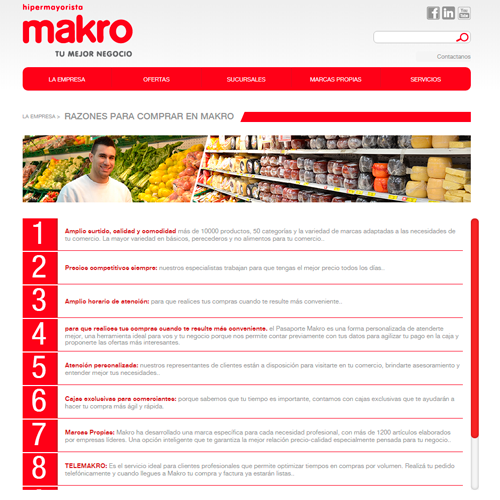 hipermayorista
makro
TU MEJOR NEGOCIO
Contactanos
LA EMPRESA
OFERTAS
SUCURSALES
MARCAS PROPIAS
SERVICIOS
LA EMPRESA > RAZONES PARA COMPRAR EN MAKRO
1
Amplio surtido, calidad y comodidad más de 10000 productos, 50 categorías y la variedad de marcas adaptadas a las necesidades de
tu comercio. La mayor variedad en básicos, perecederos y no alimentos para tu comercio..
2
Precios competitivos siempre: nuestros especialistas trabajan para que tengas el mejor precio todos los días..
3
Amplio horario de atención: para que realices tus compras cuando te resulte más conveniente..
4
para que realices tus compras cuando te resulte más conveniente. el Pasaporte Makro es una forma personalizada de atenderte
mejor, una herramienta ideal para vos y tu negocio porque nos permite contar previamente con tus datos para agilizar tu pago en la caja y
proponerte las ofertas más interesantes.
5
Atención personalizada: nuestros representantes de clientes están a disposición para visitarte en tu comercio, brindarte asesoramiento y
entender mejor tus necesidades..
6
Cajas exclusivas para comerciantes: porque sabemos que tu tiempo es importante, contamos con cajas exclusivas que te ayudarán a
hacer tu compra más ágil y rápida.
7
Marcas Propias: Makro ha desarrollado una marca específica para cada necesidad profesional, con más de 1200 artículos elaborados
por empresas líderes. Una opción inteligente que te garantiza la mejor relación precio-calidad especialmente pensada para tu negocio.
8
TELEMAKRO: Es el servicio ideal para clientes profesionales que permite optimizar tiempos en compras por volumen. Realizá tu pedido
telefónicamente y cuando llegues a Makro tu compra y factura ya estarán listas.